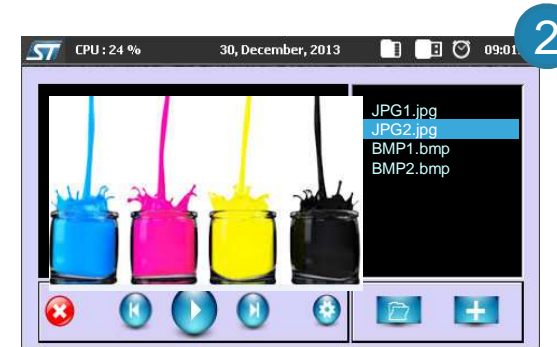 2
ST CPU : 24 % 30, December, 2013 09:01:
JPG1.jpg
JPG2.jpg
BMP1.bmp
BMP2.bmp